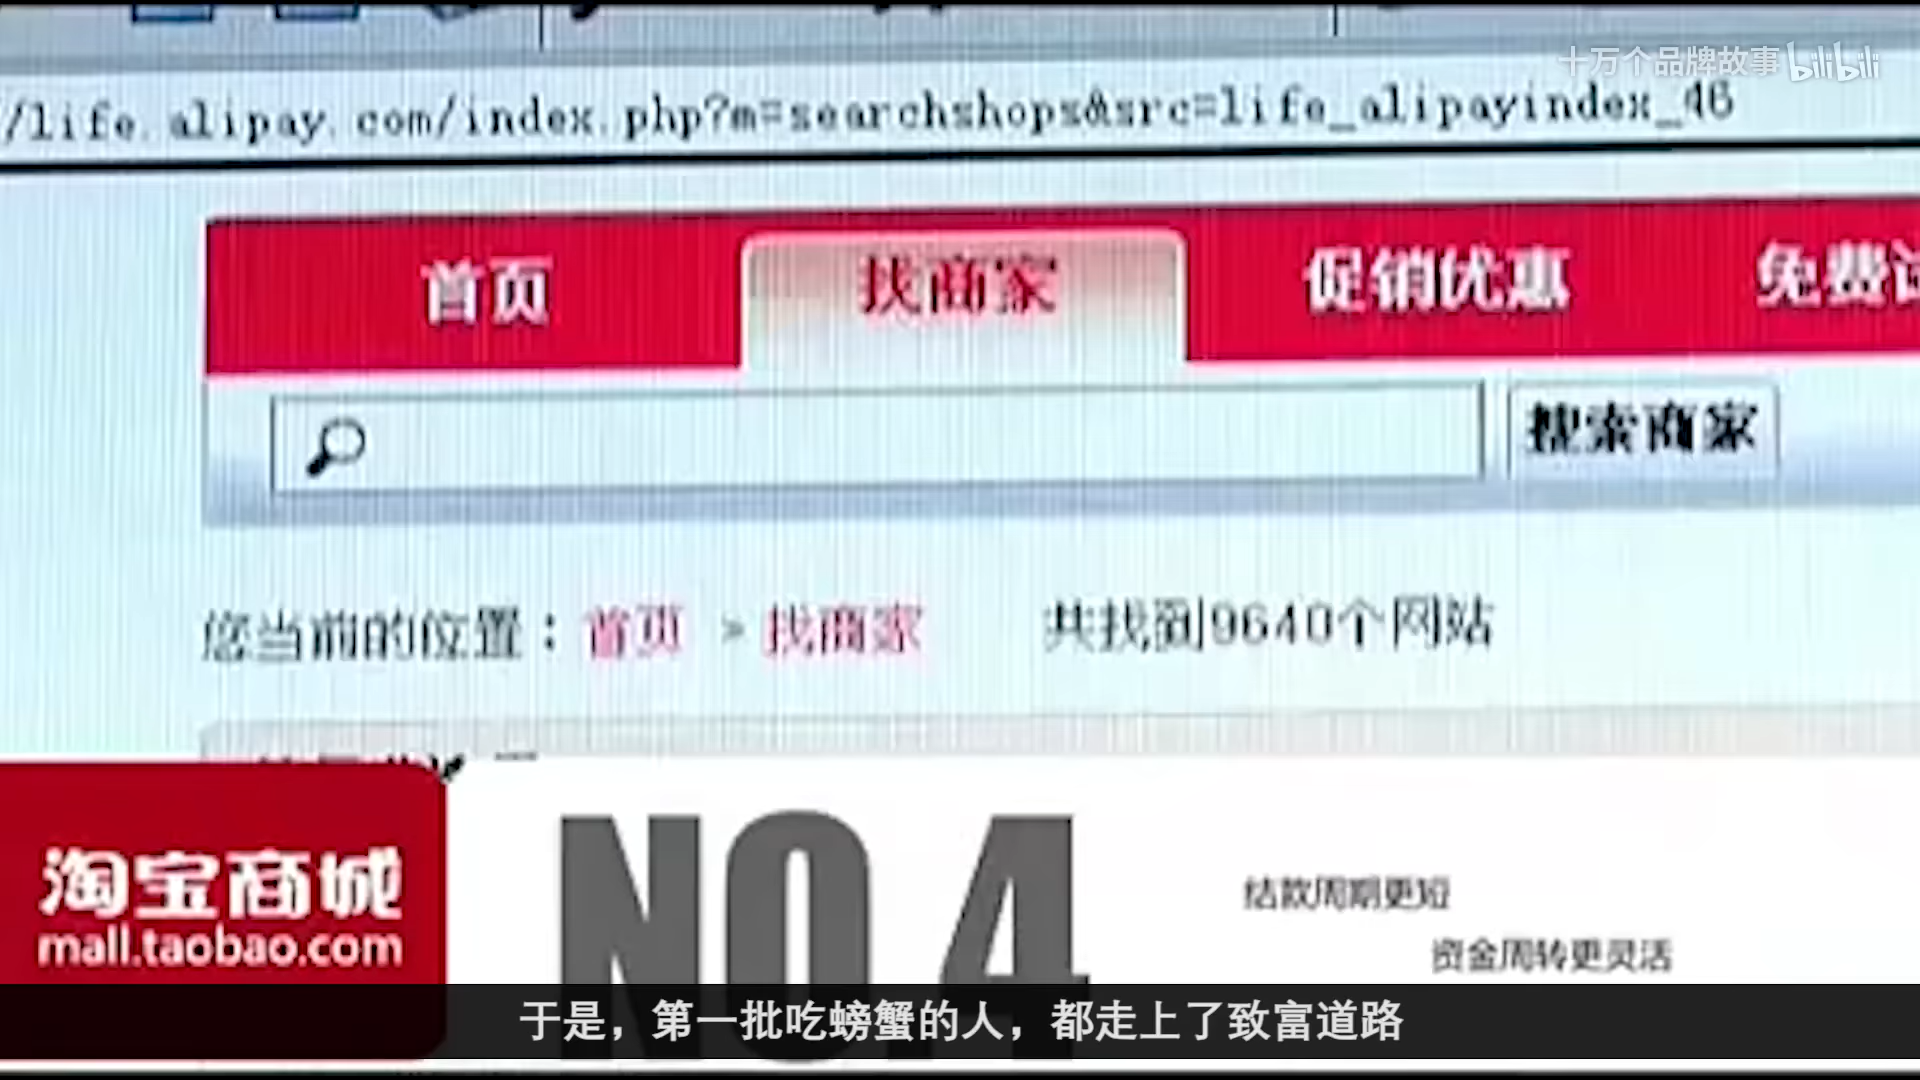 十万个品牌故事 bilibili
/life.alipay.com/index.php?m=searchshops&src=life_alipayindex_46
首页 找商家 促销优惠 免费
搜索商家
您当前的位置：首页 > 找商家 共找到9640个网站
淘宝商城
mall.taobao.com
NO.4
结款周期更短
资金周转更灵活
于是，第一批吃螃蟹的人，都走上了致富道路